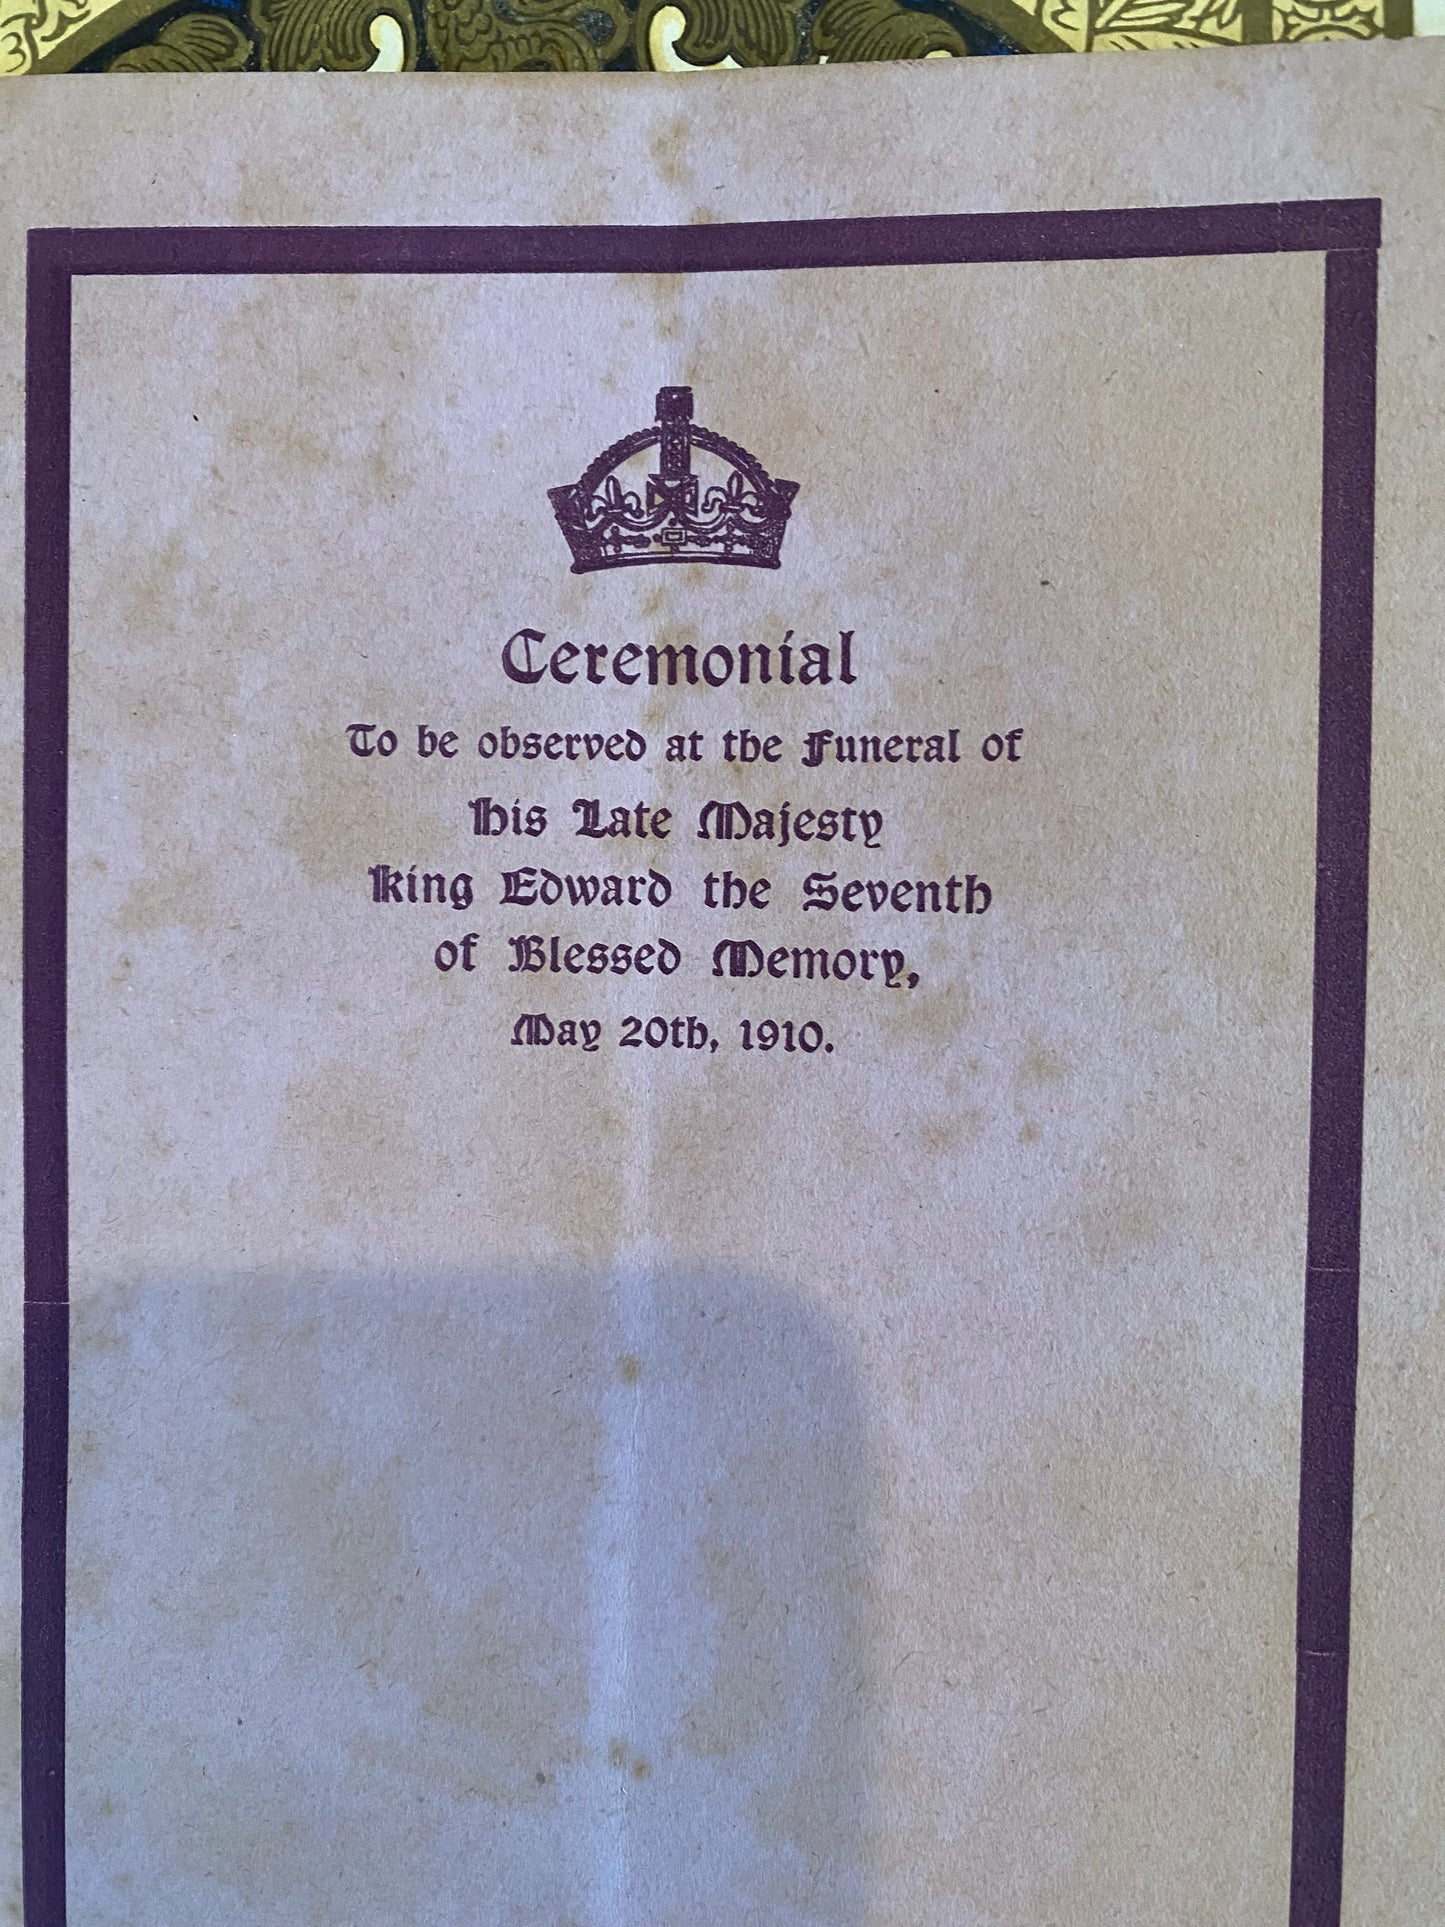 Ceremonial
To be observed at the Funeral of
His Late Majesty
King Edward the Seventh
of Blessed Memory,
May 20th, 1910.